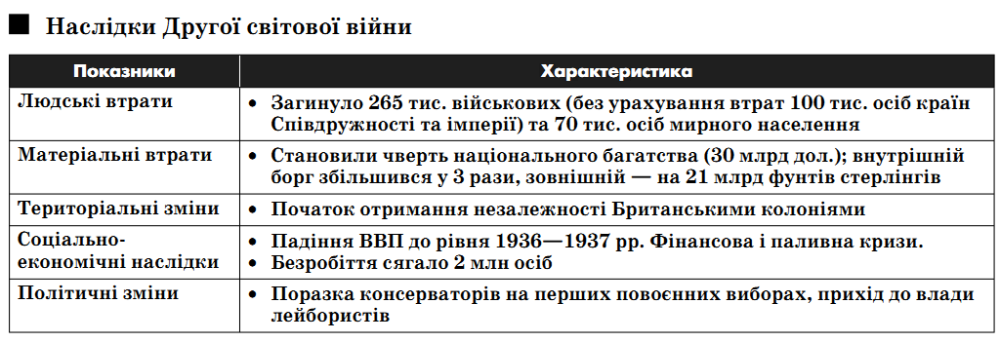 Наслідки Другої світової війни
Показники
Характеристика
Людські втрати
• Загинуло 265 тис. військових (без урахування втрат 100 тис. осіб країн
Співдружності та імперії) та 70 тис. осіб мирного населення
Матеріальні втрати
• Становили чверть національного багатства (30 млрд дол.); внутрішній
борг збільшився у 3 рази, зовнішній — на 21 млрд фунтів стерлінгів
Територіальні зміни
• Початок отримання незалежності Британськими колоніями
Соціально-
економічні наслідки
• Падіння ВВП до рівня 1936—1937 рр. Фінансова і паливна кризи.
• Безробіття сягало 2 млн осіб
Політичні зміни
• Поразка консерваторів на перших повоєнних виборах, прихід до влади
лейбористів